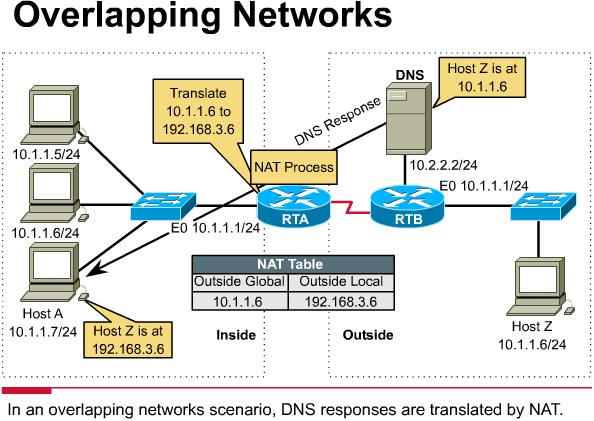 Overlapping Networks
Translate
10.1.1.6 to
192.168.3.6
DNS Response
DNS
Host Z is at
10.1.1.6
10.1.1.5/24
NAT Process
10.2.2.2/24
E0 10.1.1.1/24
10.1.1.6/24
E0 10.1.1.1/24
RTA
RTB
NAT Table
Outside Global Outside Local
10.1.1.6 192.168.3.6
Host A
10.1.1.7/24
Host Z is at
192.168.3.6
Inside
Outside
Host Z
10.1.1.6/24
In an overlapping networks scenario, DNS responses are translated by NAT.